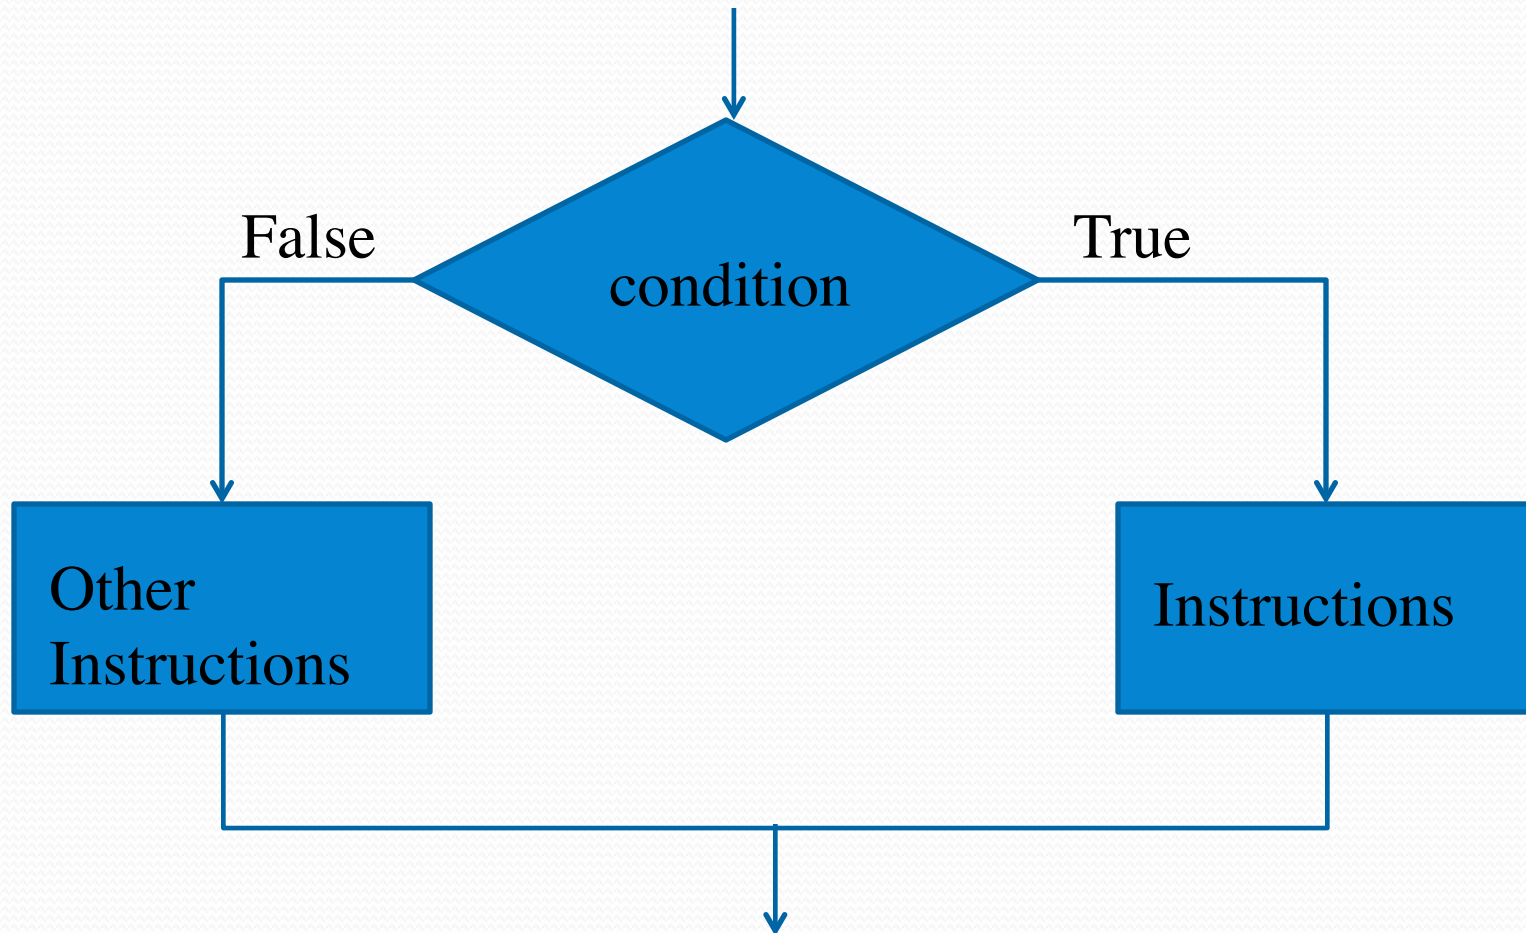 False
True
condition
Other
Instructions
Instructions